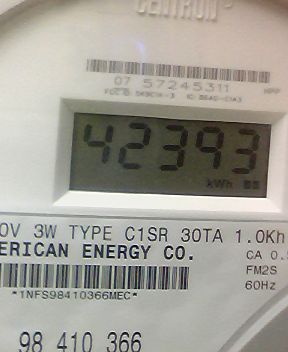 CENTRON
07 57245311
42393
kWh
0V 3W TYPE C1SR 30TA 1.0Kh
ERICAN ENERGY CO.
CA 0.
FM2S
*1NFS98410366MEC*
60Hz
98 410 366